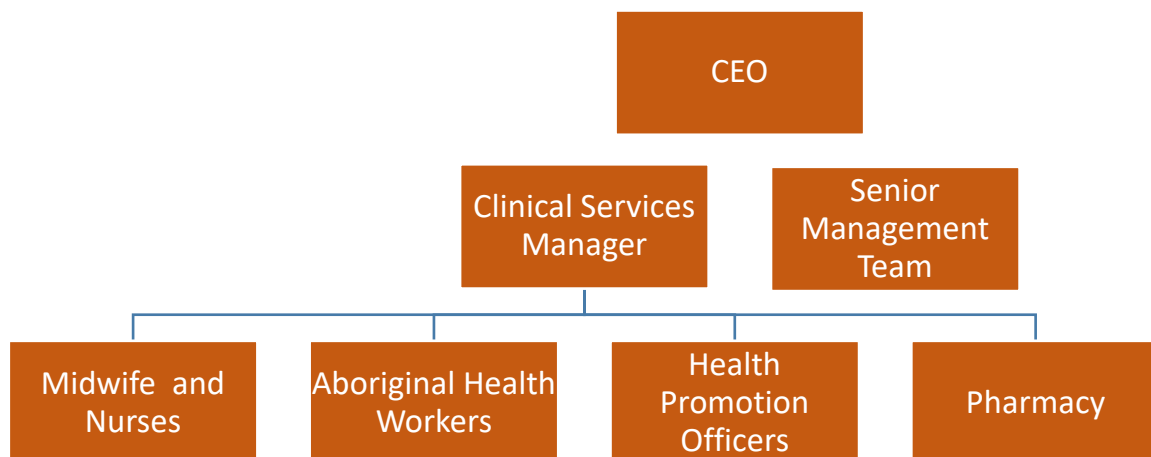 CEO
Clinical Services
Manager
Senior
Management
Team
Midwife  and
Nurses
Aboriginal Health
Workers
Health
Promotion
Officers
Pharmacy